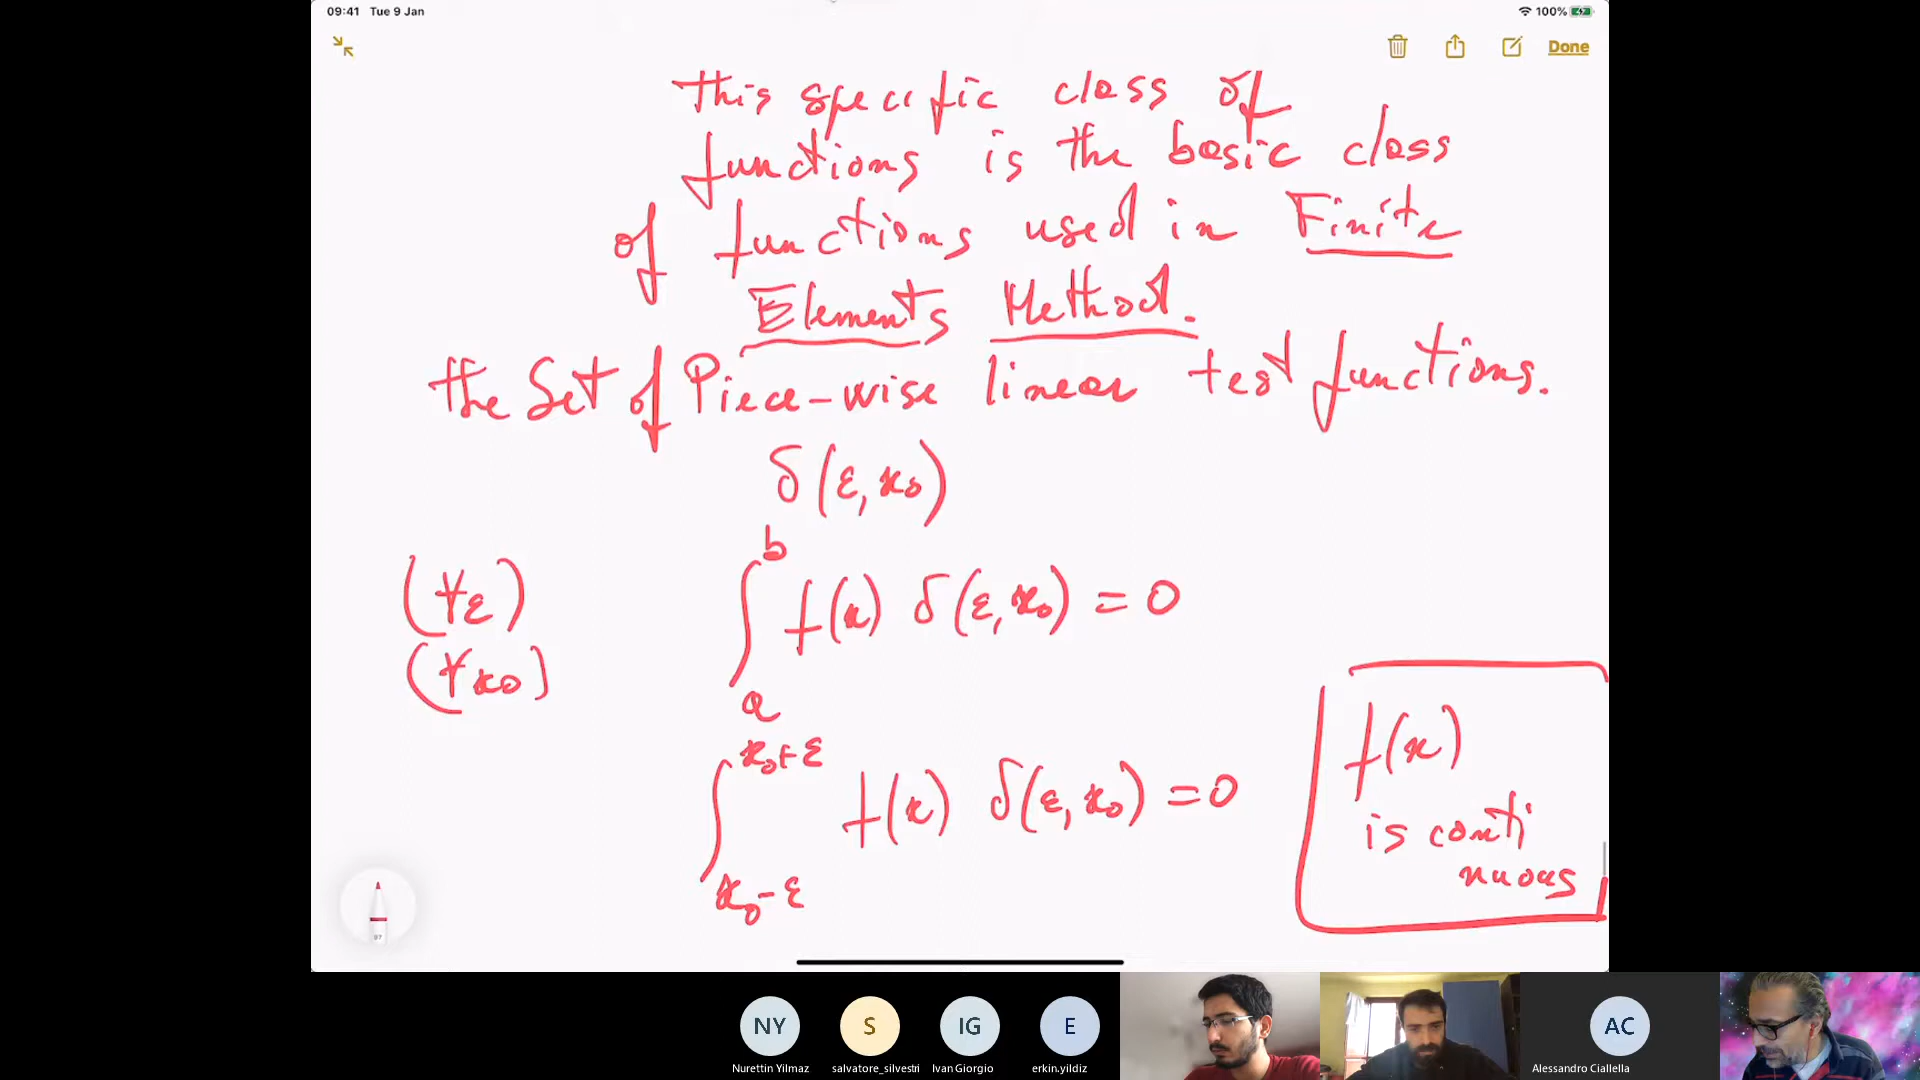 09:41 Tue 9 Jan
100%
Done
This specific class of
functions is the basic class
of functions used in Finite
Elements Method.
the Set of Piece-wise linear test functions.
δ(ε, x₀)
(∀ε)
(∀x₀)
∫ₐᵇ f(x) δ(ε, x₀) = 0
∫_{x₀-ε}^{x₀+ε} f(x) δ(ε, x₀) = 0
f(x)
is conti
nuous
97
NY
S
IG
E
AC
Nurettin Yilmaz
salvatore_silvestri
Ivan Giorgio
erkin.yildiz
Alessandro Ciallella